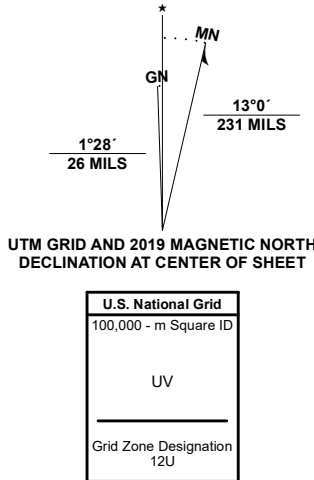 ★
MN
GN
13°0´
231 MILS
1°28´
26 MILS
UTM GRID AND 2019 MAGNETIC NORTH
DECLINATION AT CENTER OF SHEET
U.S. National Grid
100,000 - m Square ID
UV
Grid Zone Designation
12U